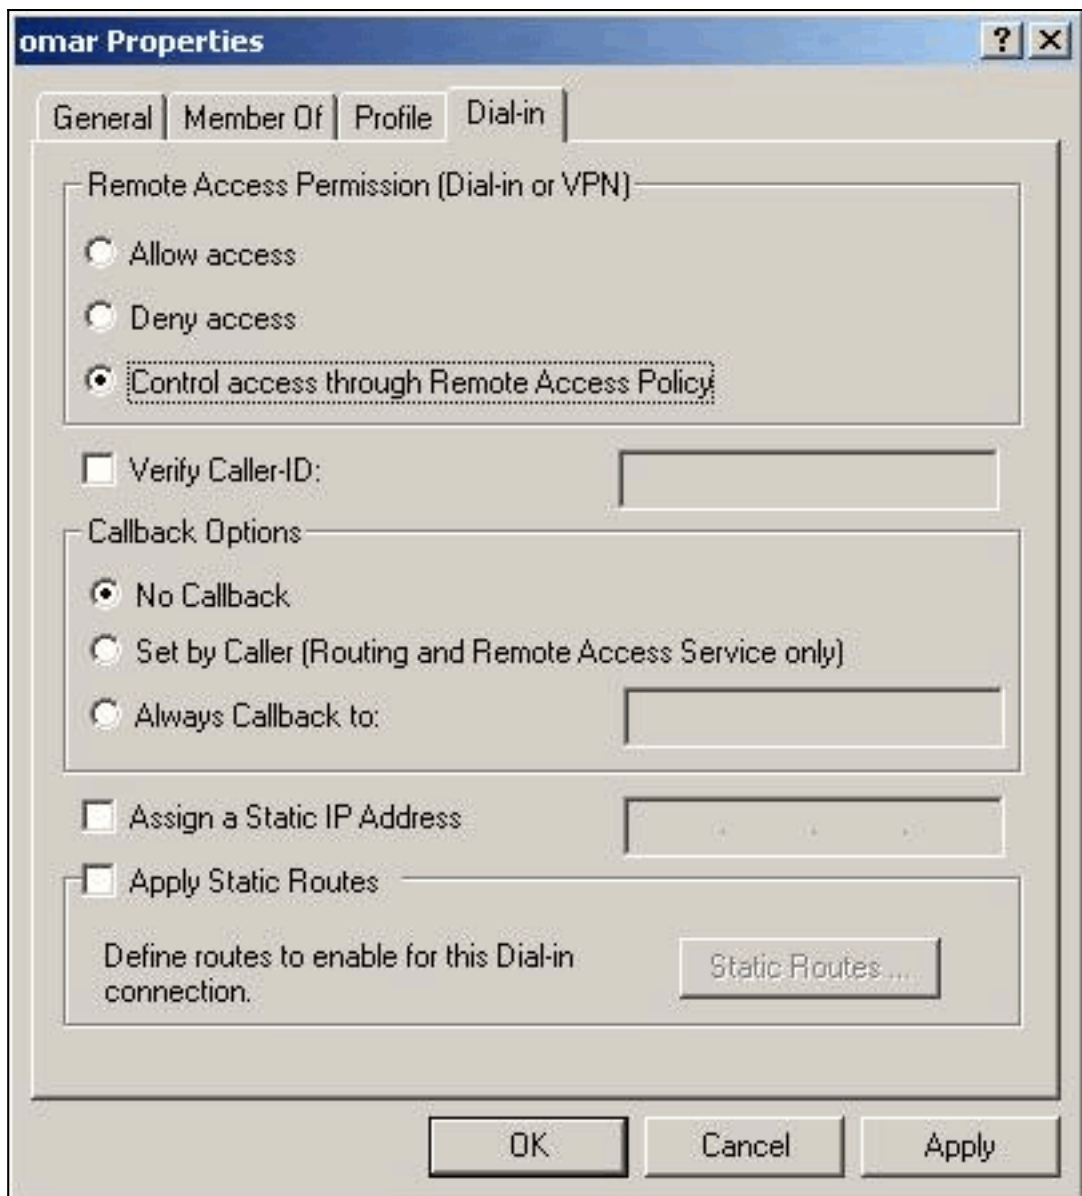 omar Properties
General
Member Of
Profile
Dial-in
Remote Access Permission (Dial-in or VPN)
Allow access
Deny access
Control access through Remote Access Policy
Verify Caller-ID:
Callback Options
No Callback
Set by Caller (Routing and Remote Access Service only)
Always Callback to:
Assign a Static IP Address
Apply Static Routes
Define routes to enable for this Dial-in
connection.
Static Routes ...
OK
Cancel
Apply